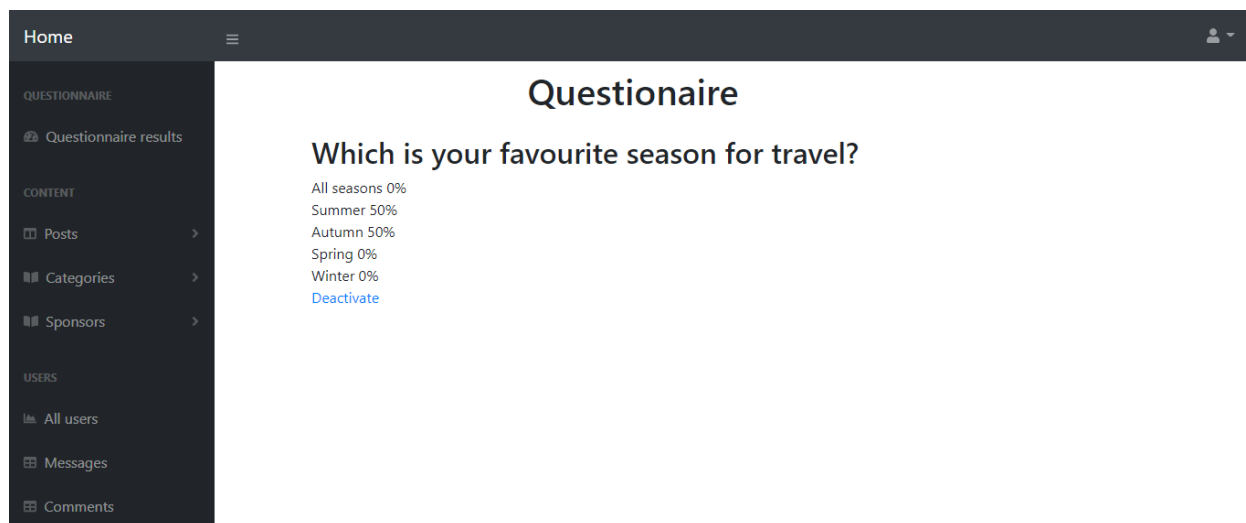 Home
QUESTIONNAIRE
Questionnaire results
CONTENT
Posts
Categories
Sponsors
USERS
All users
Messages
Comments
Questionaire
Which is your favourite season for travel?
All seasons 0%
Summer 50%
Autumn 50%
Spring 0%
Winter 0%
Deactivate